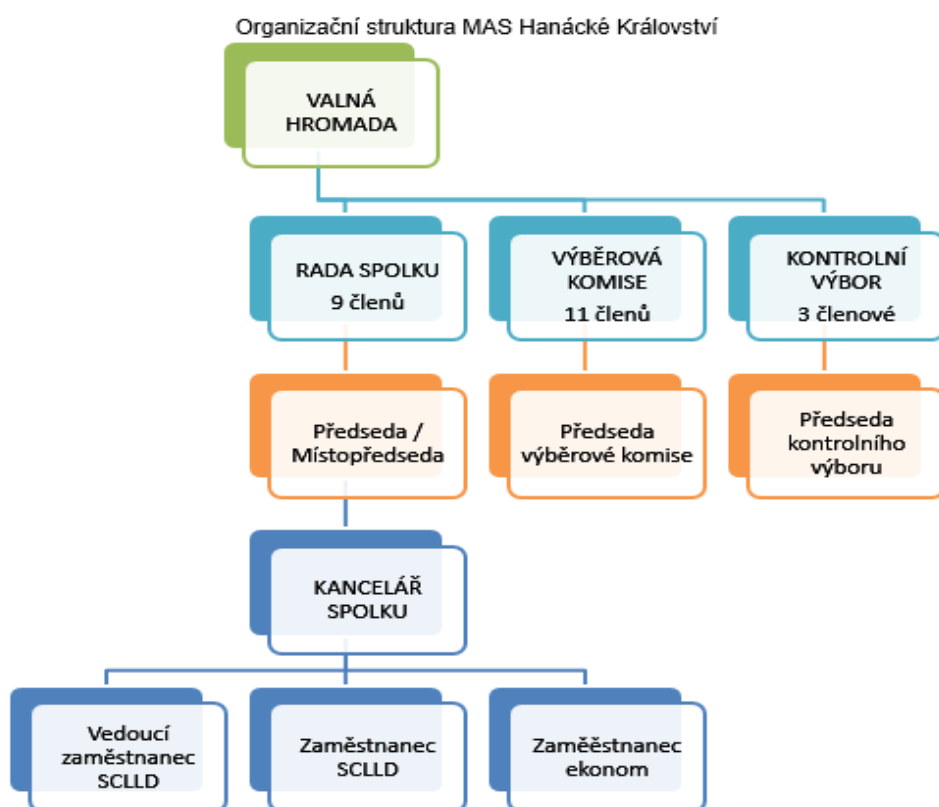 Organizační struktura MAS Hanácké Království
VALNÁ
HROMADA
RADA SPOLKU
9 členů
VÝBĚROVÁ
KOMISE
11 členů
KONTROLNÍ
VÝBOR
3 členové
Předseda /
Místopředseda
Předseda
výběrové komise
Předseda
kontrolního
výboru
KANCELÁŘ
SPOLKU
Vedoucí
zaměstnanec
SCLLD
Zaměstnanec
SCLLD
Zaměěstnanec
ekonom